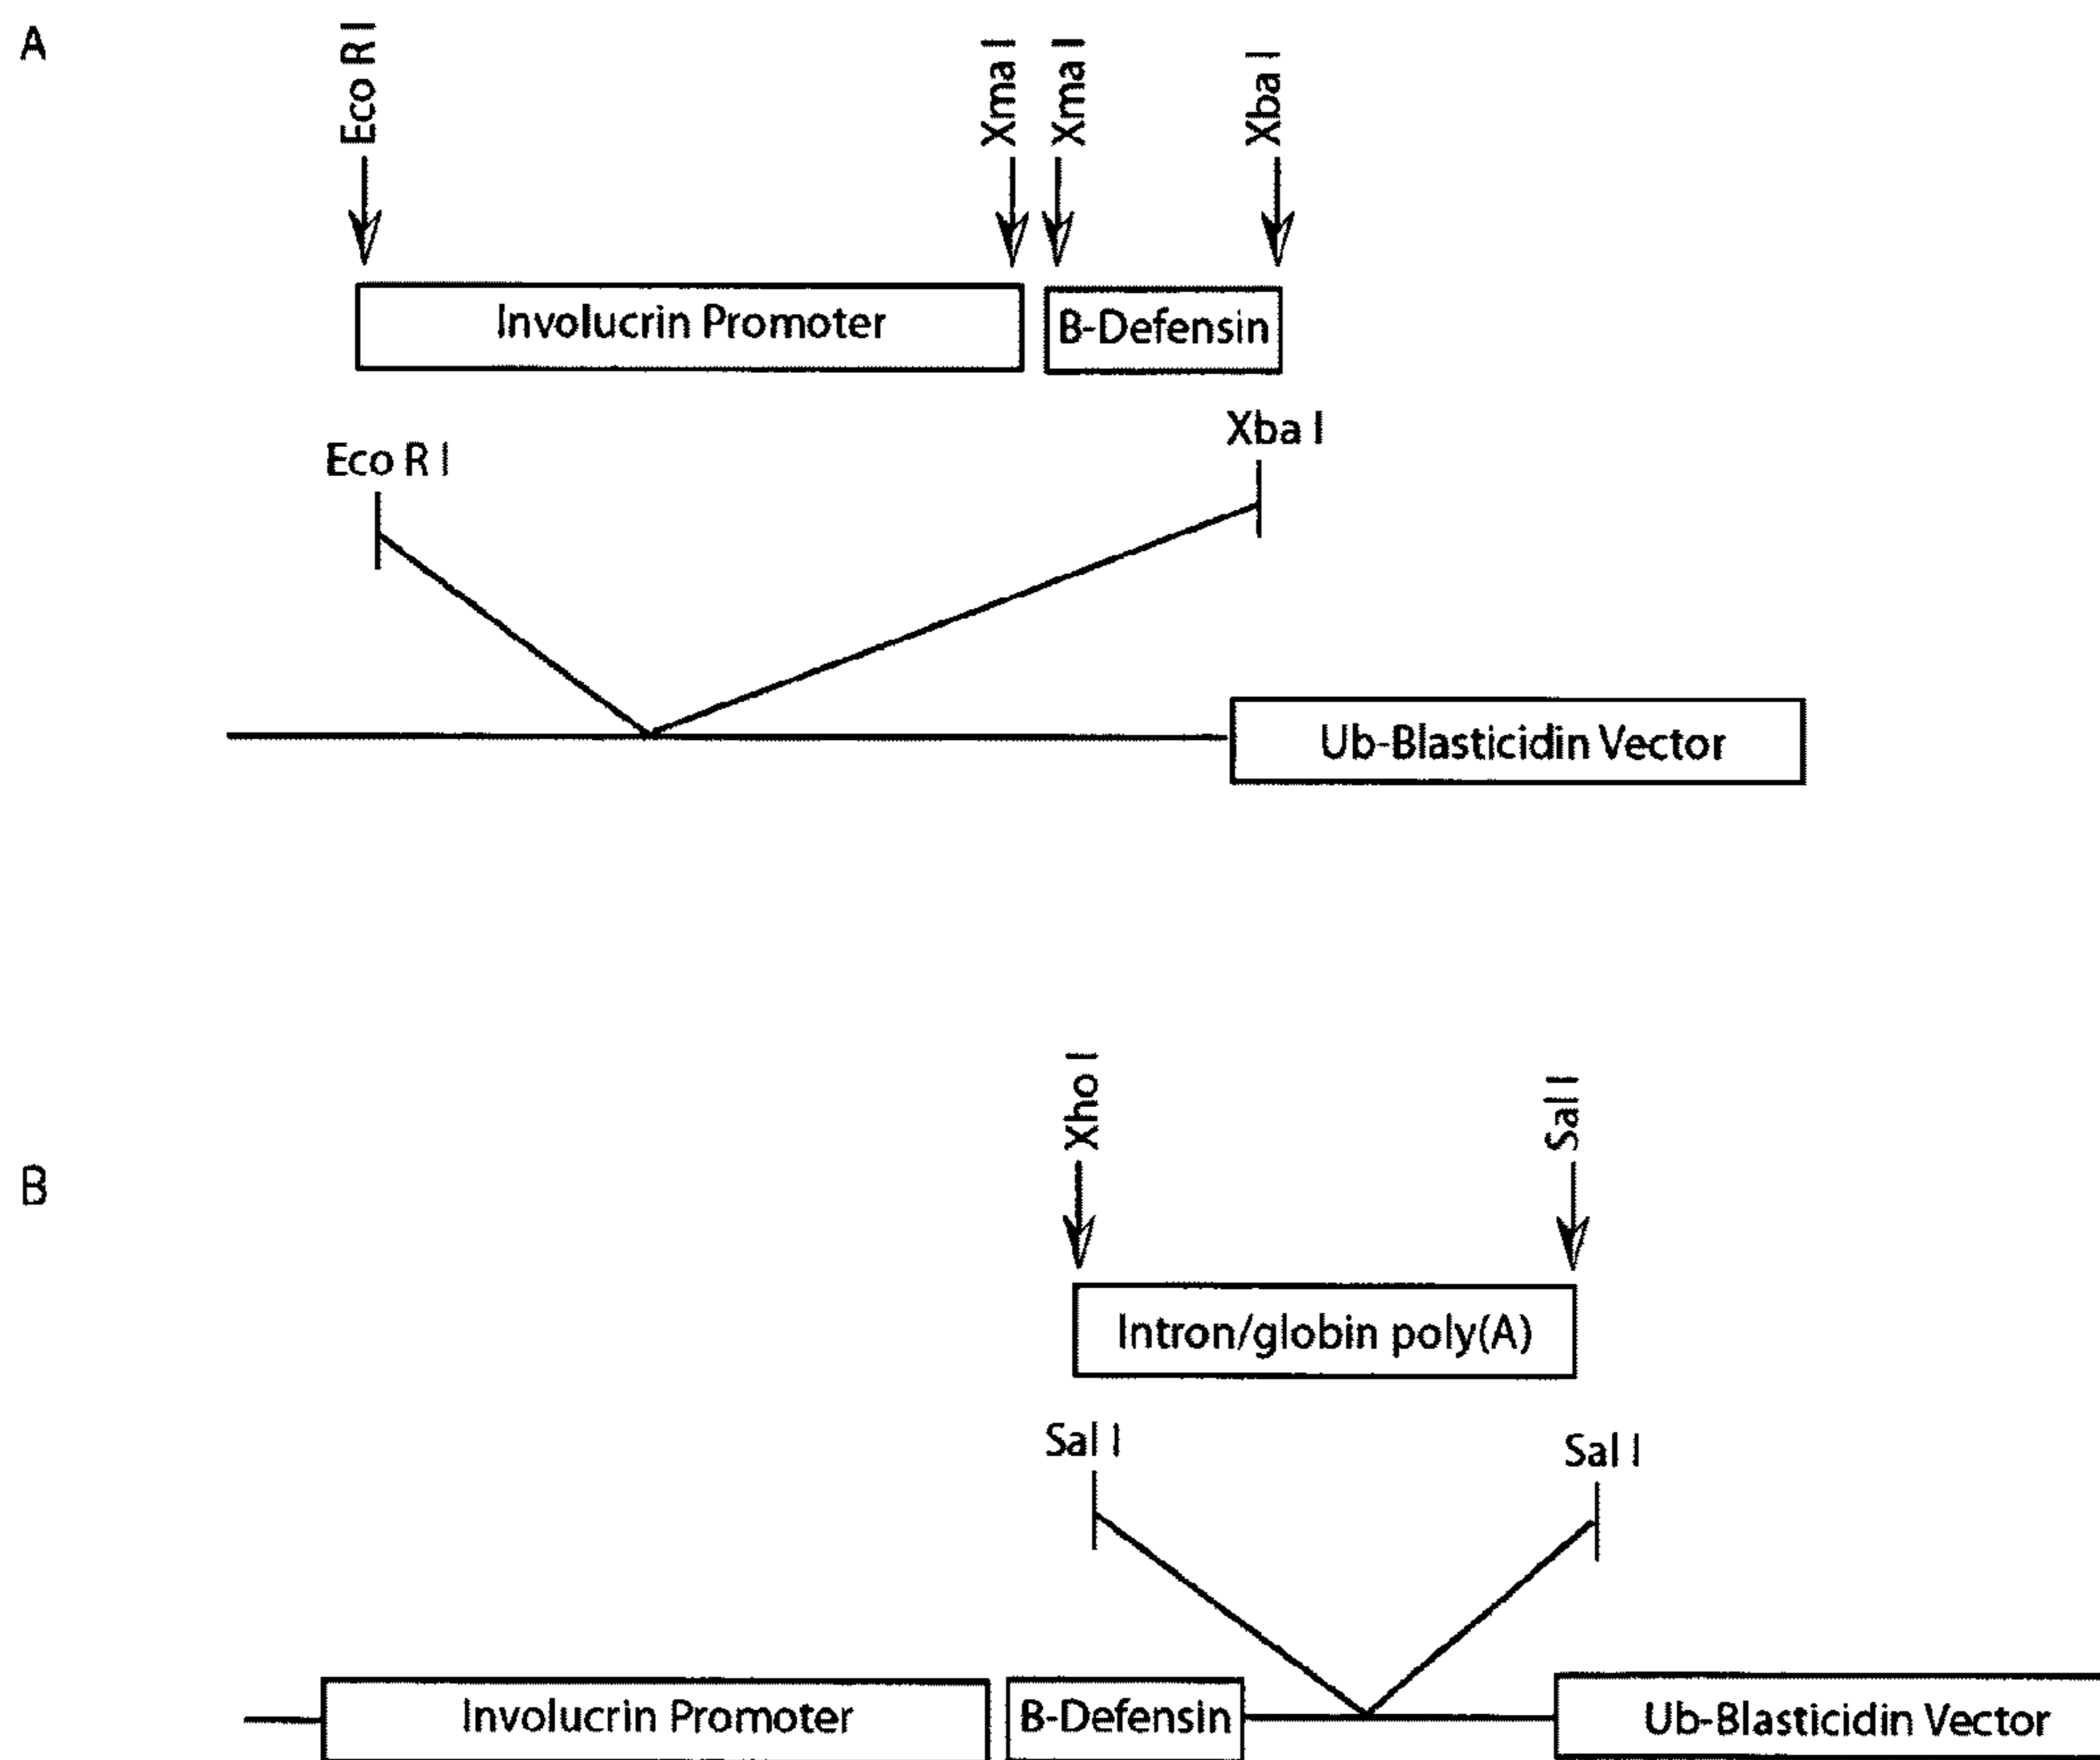 A
Eco R I
Xma I
Xma I
Xba I
Involucrin Promoter
B-Defensin
Eco R I
Xba I
Ub-Blasticidin Vector
B
Xho I
Sal I
Intron/globin poly(A)
Sal I
Sal I
Involucrin Promoter
B-Defensin
Ub-Blasticidin Vector